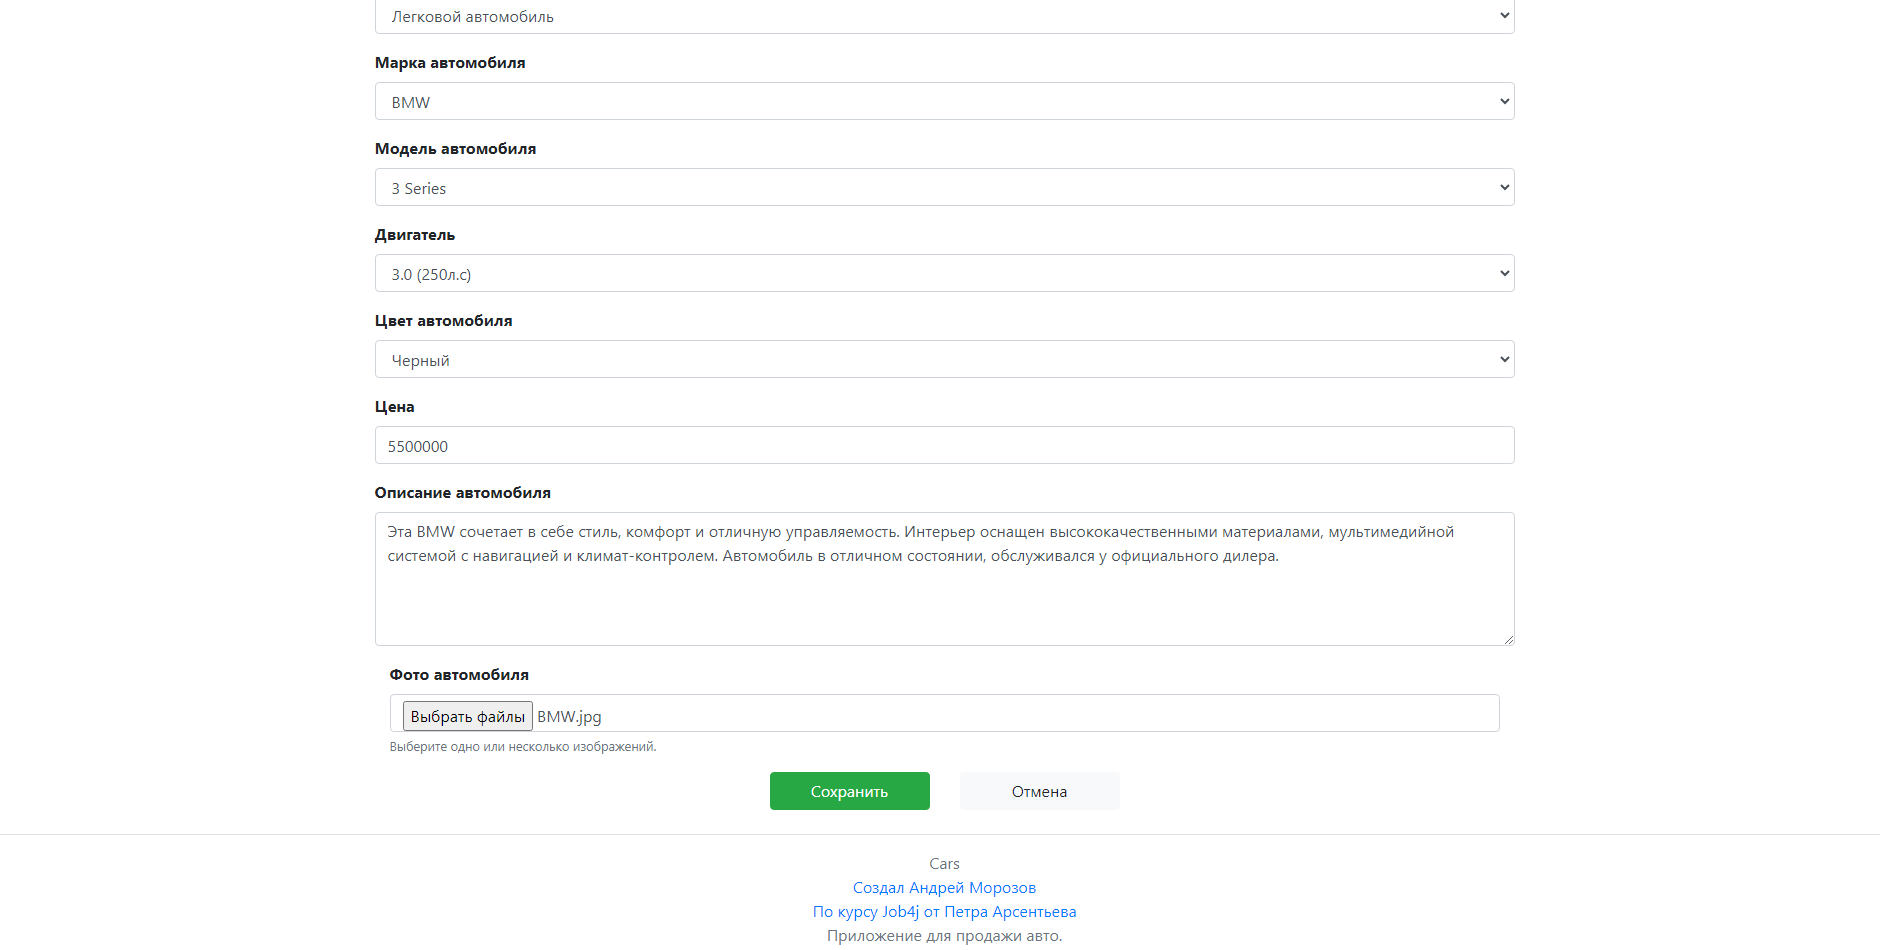 Легковой автомобиль
Марка автомобиля
BMW
Модель автомобиля
3 Series
Двигатель
3.0 (250л.с)
Цвет автомобиля
Черный
Цена
5500000
Описание автомобиля
Эта BMW сочетает в себе стиль, комфорт и отличную управляемость. Интерьер оснащен высококачественными материалами, мультимедийной
системой с навигацией и климат-контролем. Автомобиль в отличном состоянии, обслуживался у официального дилера.
Фото автомобиля
Выбрать файлы BMW.jpg
Выберите одно или несколько изображений.
Сохранить Отмена
Cars
Создал Андрей Морозов
По курсу Job4j от Петра Арсентьева
Приложение для продажи авто.